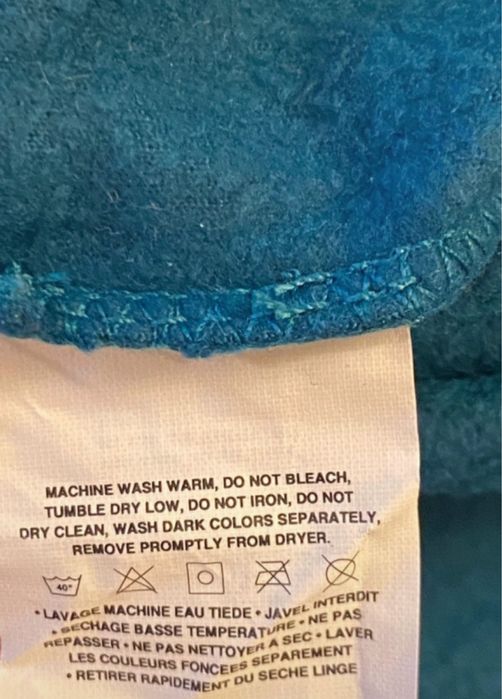 MACHINE WASH WARM, DO NOT BLEACH,
TUMBLE DRY LOW, DO NOT IRON, DO NOT
DRY CLEAN, WASH DARK COLORS SEPARATELY,
REMOVE PROMPTLY FROM DRYER.
40°
• LAVAGE MACHINE EAU TIEDE • JAVEL INTERDIT
• SECHAGE BASSE TEMPERATURE • NE PAS
REPASSER • NE PAS NETTOYER A SEC • LAVER
LES COULEURS FONCEES SEPAREMENT
• RETIRER RAPIDEMENT DU SECHE LINGE